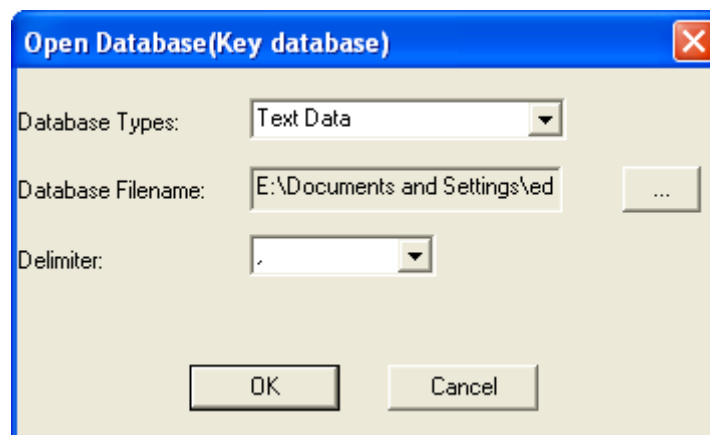 Open Database(Key database)
Database Types: Text Data
Database Filename: E:\Documents and Settings\ed ...
Delimiter: ,
OK Cancel